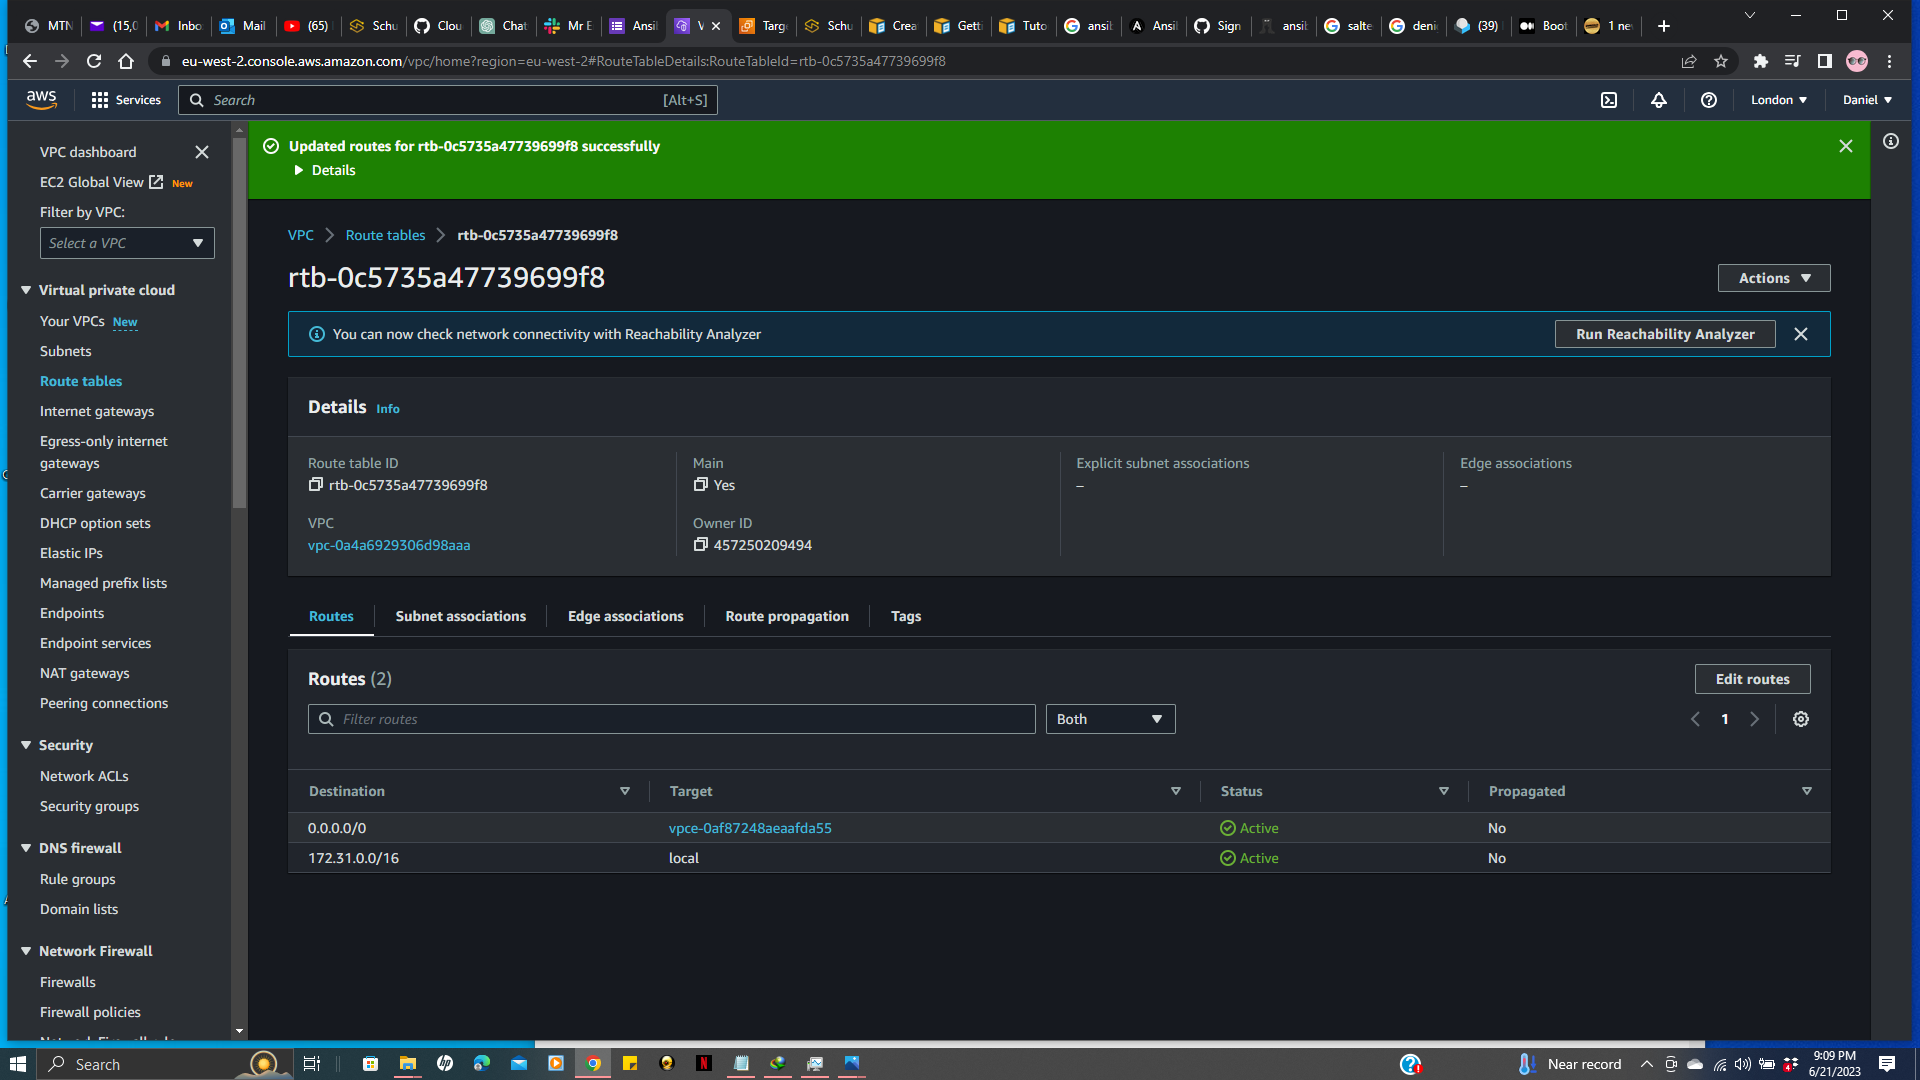 MTN
(15,0
Inbo
Mail
(65)
Schu
Clou
Chat
Mr E
Ansil
V
Targe
Schu
Crea
Getti
Tuto
ansib
Ansil
Sign
ansib
salte
deni
(39)
Boot
1 nev
eu-west-2.console.aws.amazon.com/vpc/home?region=eu-west-2#RouteTableDetails:RouteTableId=rtb-0c5735a47739699f8
aws
Services
Search
[Alt+S]
London
Daniel
VPC dashboard
EC2 Global View New
Filter by VPC:
Select a VPC
Virtual private cloud
Your VPCs New
Subnets
Route tables
Internet gateways
Egress-only internet
gateways
Carrier gateways
DHCP option sets
Elastic IPs
Managed prefix lists
Endpoints
Endpoint services
NAT gateways
Peering connections
Security
Network ACLs
Security groups
DNS firewall
Rule groups
Domain lists
Network Firewall
Firewalls
Firewall policies
Updated routes for rtb-0c5735a47739699f8 successfully
Details
VPC
Route tables
rtb-0c5735a47739699f8
rtb-0c5735a47739699f8
Actions
You can now check network connectivity with Reachability Analyzer
Run Reachability Analyzer
Details Info
Route table ID
rtb-0c5735a47739699f8
Main
Yes
Explicit subnet associations
–
Edge associations
–
VPC
vpc-0a4a6929306d98aaa
Owner ID
457250209494
Routes
Subnet associations
Edge associations
Route propagation
Tags
Routes (2)
Edit routes
Filter routes
Both
1
Destination
Target
Status
Propagated
0.0.0.0/0
vpce-0af87248aeaafda55
Active
No
172.31.0.0/16
local
Active
No
Search
Near record
9:09 PM
6/21/2023